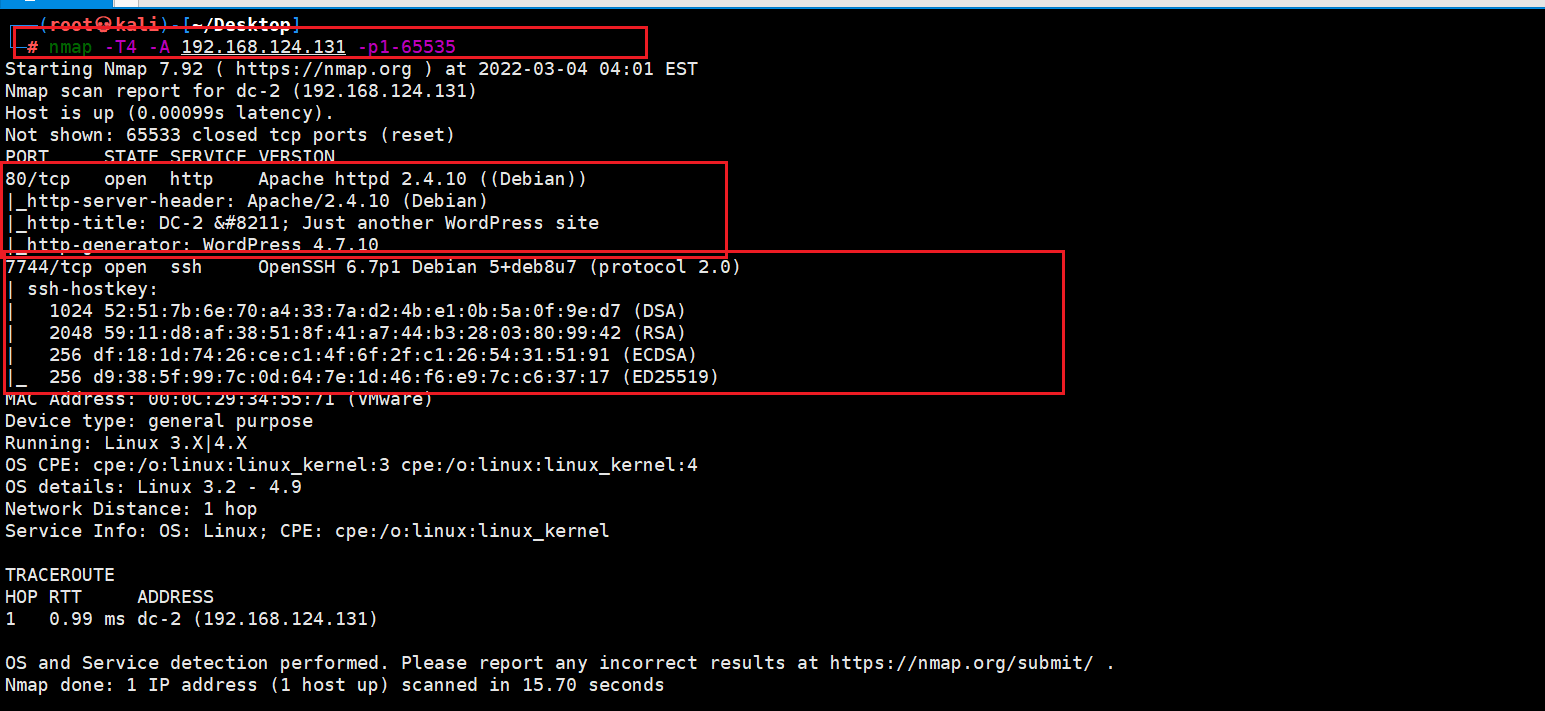 ┌──(root㉿kali)-[~/Desktop]
└─# nmap -T4 -A 192.168.124.131 -p1-65535
Starting Nmap 7.92 ( https://nmap.org ) at 2022-03-04 04:01 EST
Nmap scan report for dc-2 (192.168.124.131)
Host is up (0.00099s latency).
Not shown: 65533 closed tcp ports (reset)
PORT     STATE SERVICE VERSION
80/tcp   open  http    Apache httpd 2.4.10 ((Debian))
|_http-server-header: Apache/2.4.10 (Debian)
|_http-title: DC-2 &#8211; Just another WordPress site
|_http-generator: WordPress 4.7.10
7744/tcp open  ssh     OpenSSH 6.7p1 Debian 5+deb8u7 (protocol 2.0)
| ssh-hostkey:
|   1024 52:51:7b:6e:70:a4:33:7a:d2:4b:e1:0b:5a:0f:9e:d7 (DSA)
|   2048 59:11:d8:af:38:51:8f:41:a7:44:b3:28:03:80:99:42 (RSA)
|   256 df:18:1d:74:26:ce:c1:4f:6f:2f:c1:26:54:31:51:91 (ECDSA)
|_  256 d9:38:5f:99:7c:0d:64:7e:1d:46:f6:e9:7c:c6:37:17 (ED25519)
MAC Address: 00:0C:29:34:55:71 (VMware)
Device type: general purpose
Running: Linux 3.X|4.X
OS CPE: cpe:/o:linux:linux_kernel:3 cpe:/o:linux:linux_kernel:4
OS details: Linux 3.2 - 4.9
Network Distance: 1 hop
Service Info: OS: Linux; CPE: cpe:/o:linux:linux_kernel

TRACEROUTE
HOP RTT     ADDRESS
1   0.99 ms dc-2 (192.168.124.131)

OS and Service detection performed. Please report any incorrect results at https://nmap.org/submit/ .
Nmap done: 1 IP address (1 host up) scanned in 15.70 seconds